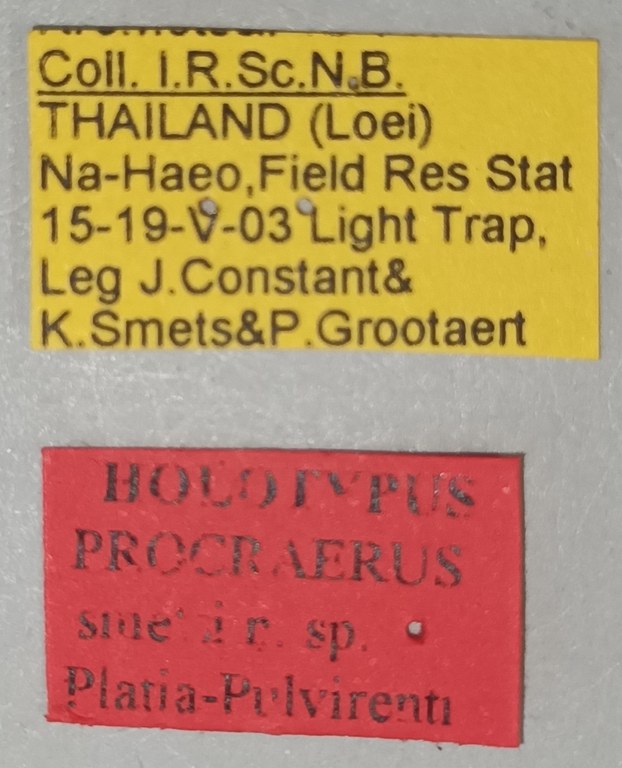 Coll. I.R.Sc.N.B.
THAILAND (Loei)
Na-Haeo,Field Res Stat
15-19-V-03 Light Trap,
Leg J.Constant&
K.Smets&P.Grootaert
HOLOTYPUS
PROCRAERUS
smetsi n. sp.
Platia-Pulvirenti